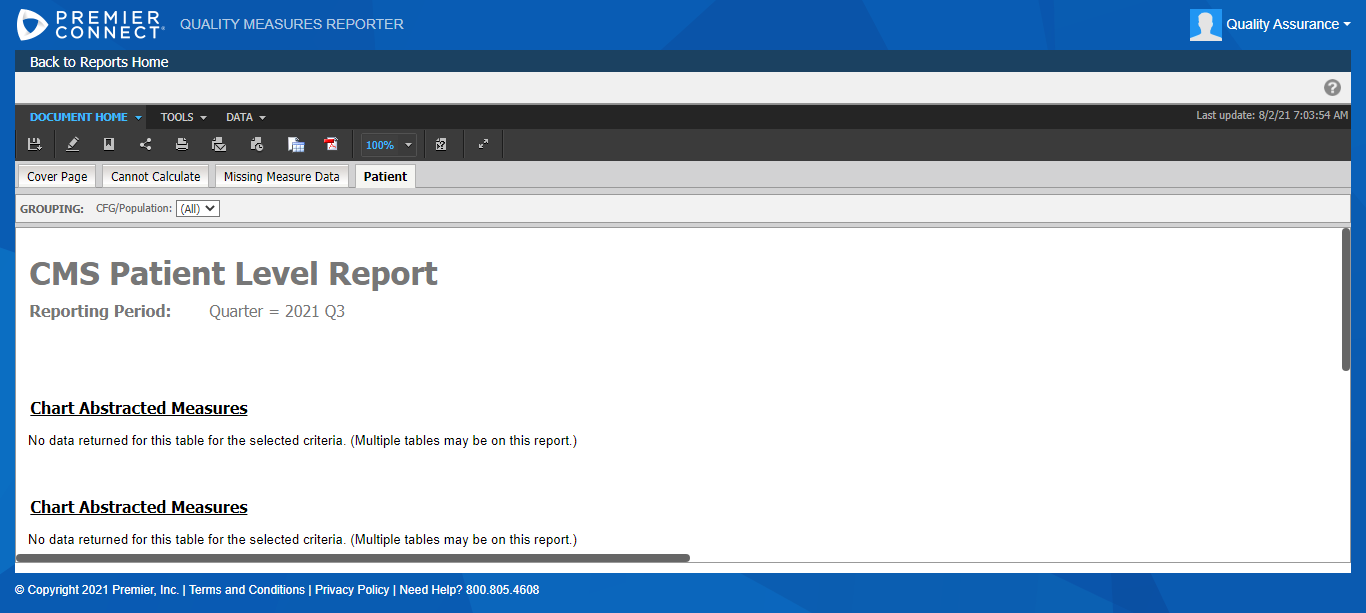 PREMIER CONNECT® QUALITY MEASURES REPORTER Quality Assurance
Back to Reports Home
?
DOCUMENT HOME TOOLS DATA Last update: 8/2/21 7:03:54 AM
100%
Cover Page Cannot Calculate Missing Measure Data Patient
GROUPING: CFG/Population: (All)
CMS Patient Level Report
Reporting Period: Quarter = 2021 Q3
Chart Abstracted Measures
No data returned for this table for the selected criteria. (Multiple tables may be on this report.)
Chart Abstracted Measures
No data returned for this table for the selected criteria. (Multiple tables may be on this report.)
© Copyright 2021 Premier, Inc. | Terms and Conditions | Privacy Policy | Need Help? 800.805.4608